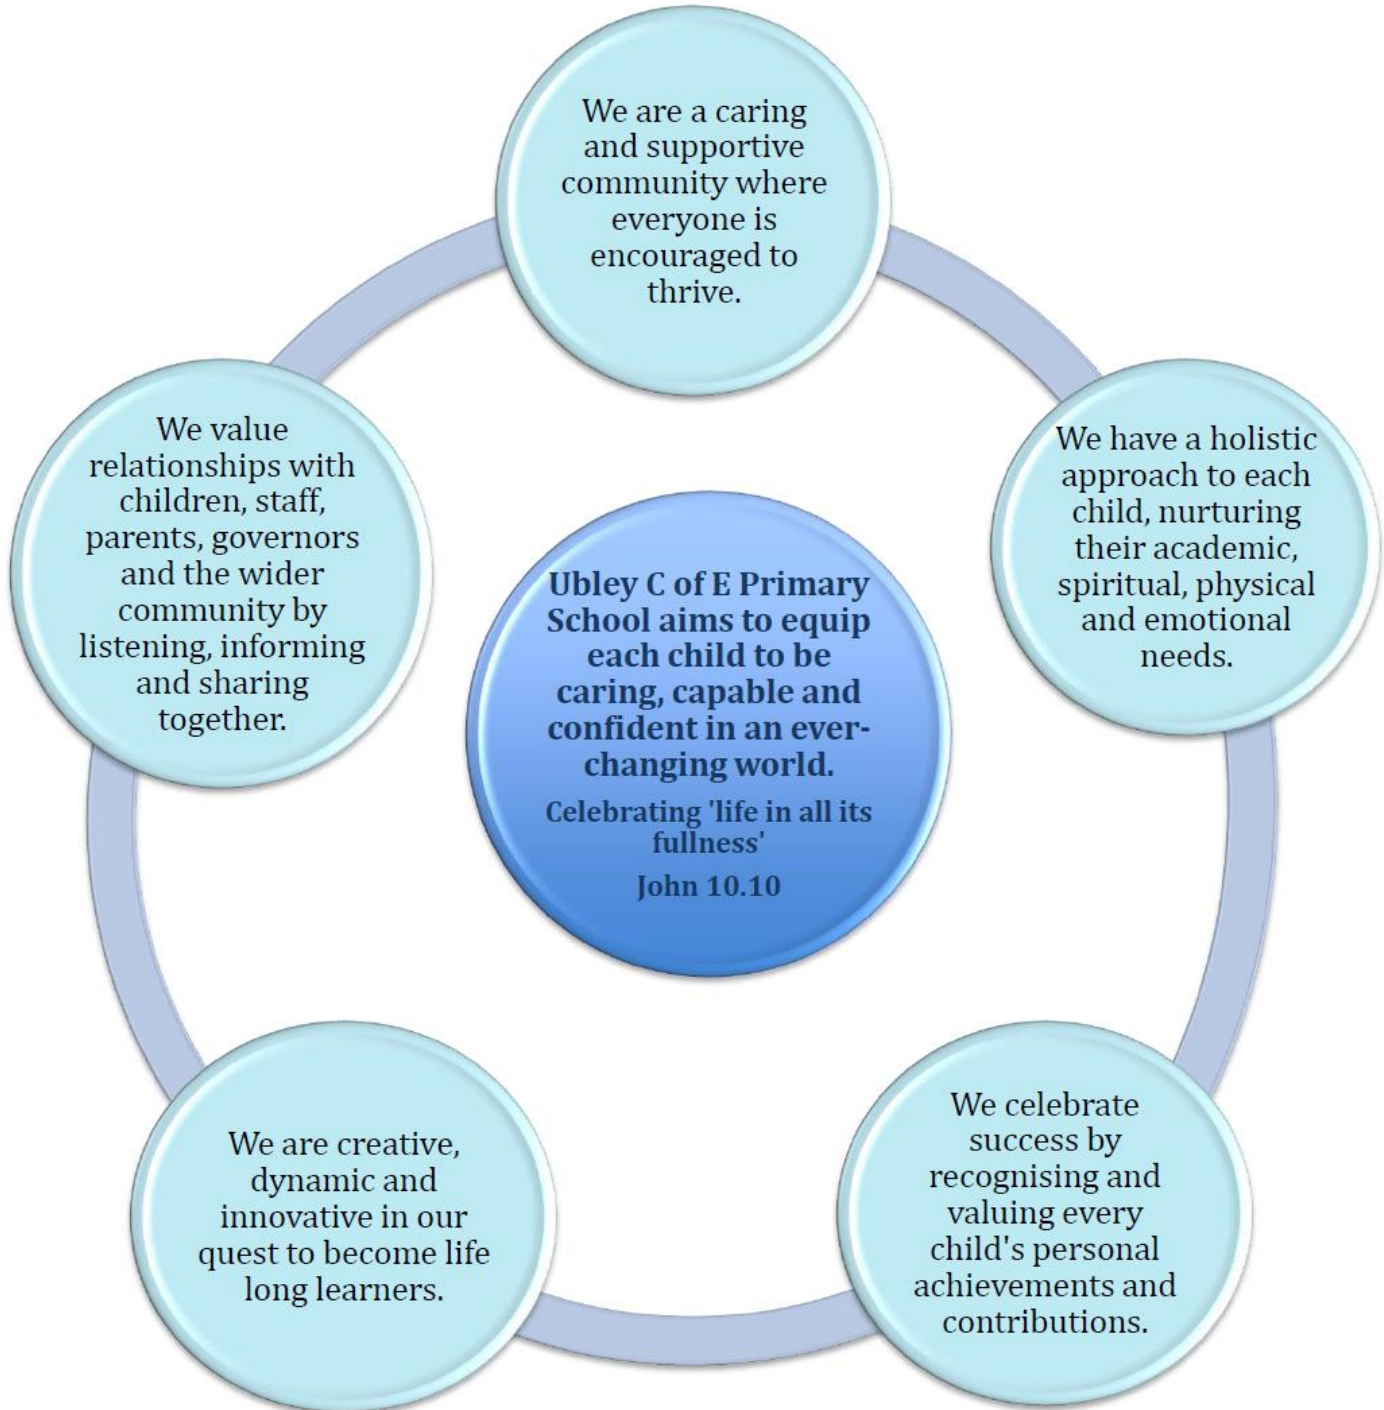 We are a caring
and supportive
community where
everyone is
encouraged to
thrive.
We have a holistic
approach to each
child, nurturing
their academic,
spiritual, physical
and emotional
needs.
We celebrate
success by
recognising and
valuing every
child's personal
achievements and
contributions.
We are creative,
dynamic and
innovative in our
quest to become life
long learners.
We value
relationships with
children, staff,
parents, governors
and the wider
community by
listening, informing
and sharing
together.
Ubley C of E Primary
School aims to equip
each child to be
caring, capable and
confident in an ever-
changing world.
Celebrating 'life in all its
fullness'
John 10.10